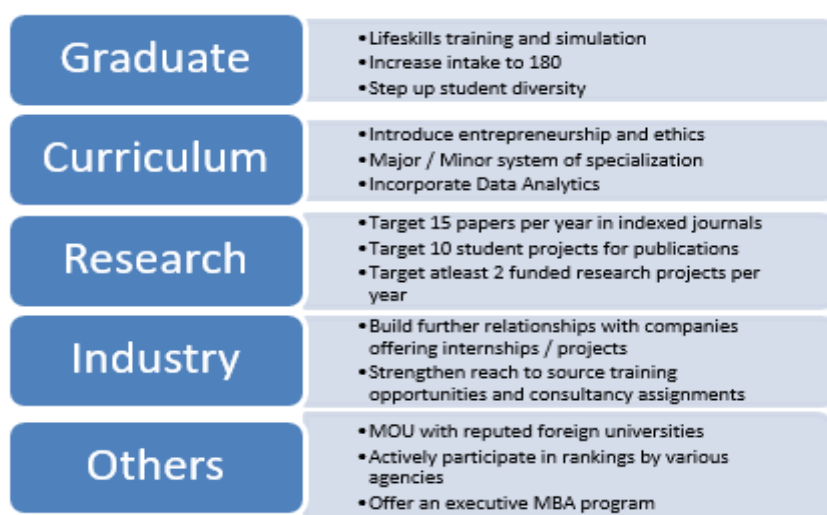 Graduate
•Lifeskills training and simulation
•Increase intake to 180
•Step up student diversity
Curriculum
•Introduce entrepreneurship and ethics
•Major / Minor system of specialization
•Incorporate Data Analytics
Research
•Target 15 papers per year in indexed journals
•Target 10 student projects for publications
•Target atleast 2 funded research projects per
year
Industry
•Build further relationships with companies
offering internships / projects
•Strengthen reach to source training
opportunities and consultancy assignments
Others
•MOU with reputed foreign universities
•Actively participate in rankings by various
agencies
•Offer an executive MBA program